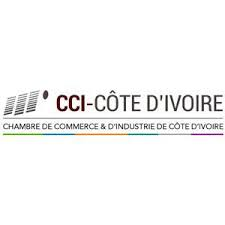 CCI-CÔTE D'IVOIRE
CHAMBRE DE COMMERCE & D'INDUSTRIE DE CÔTE D'IVOIRE